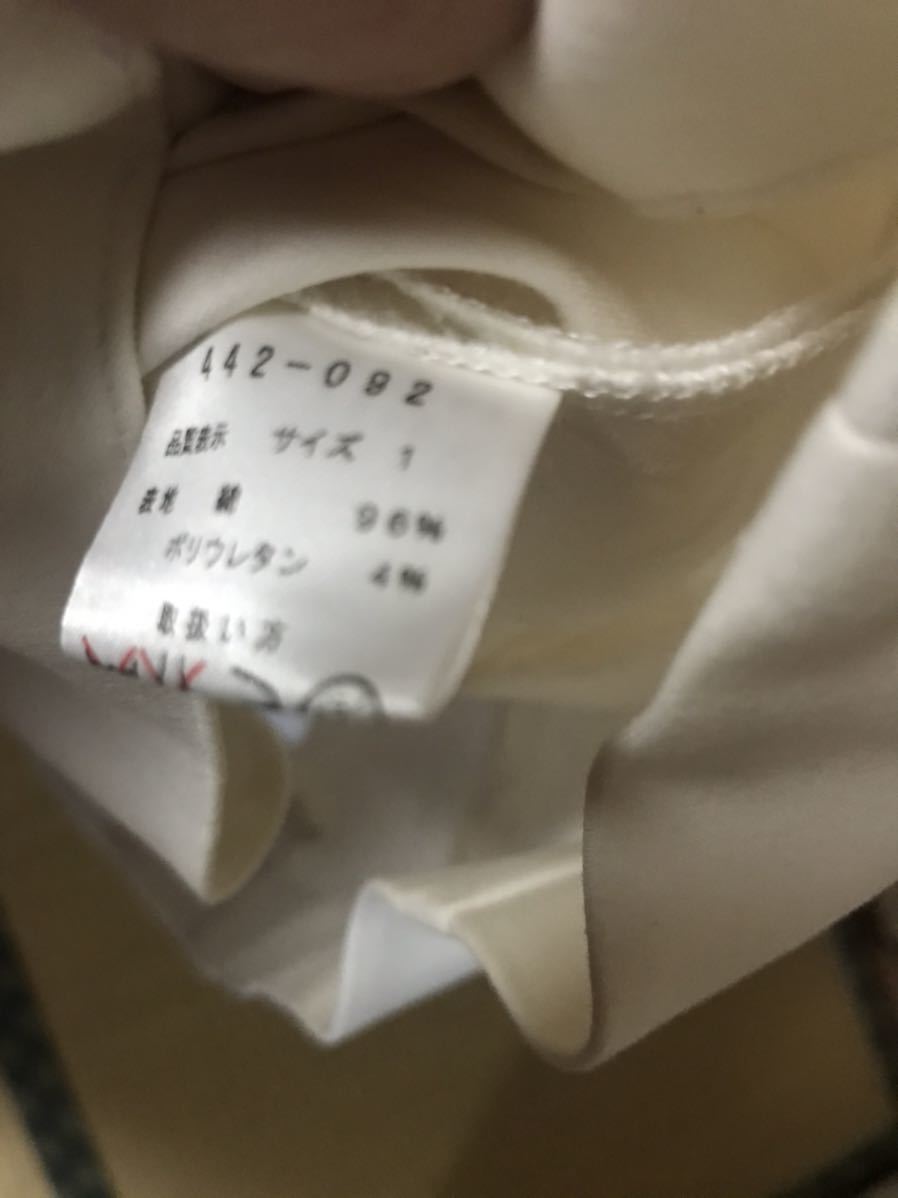 442-092
品質表示 サイズ 1
表地 綿 96%
ポリウレタン 4%
取扱い方